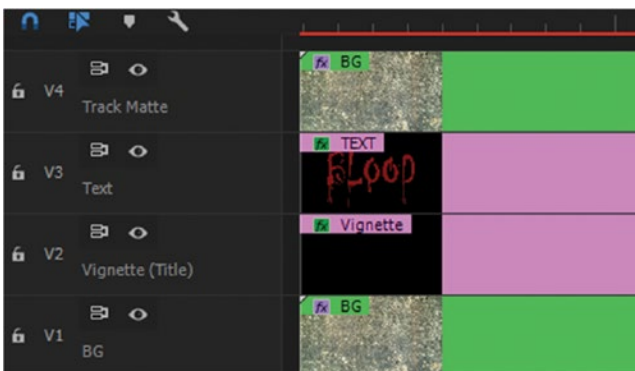 BG
V4
Track Matte
TEXT
BLOOD
V3
Text
Vignette
V2
Vignette (Title)
BG
V1
BG